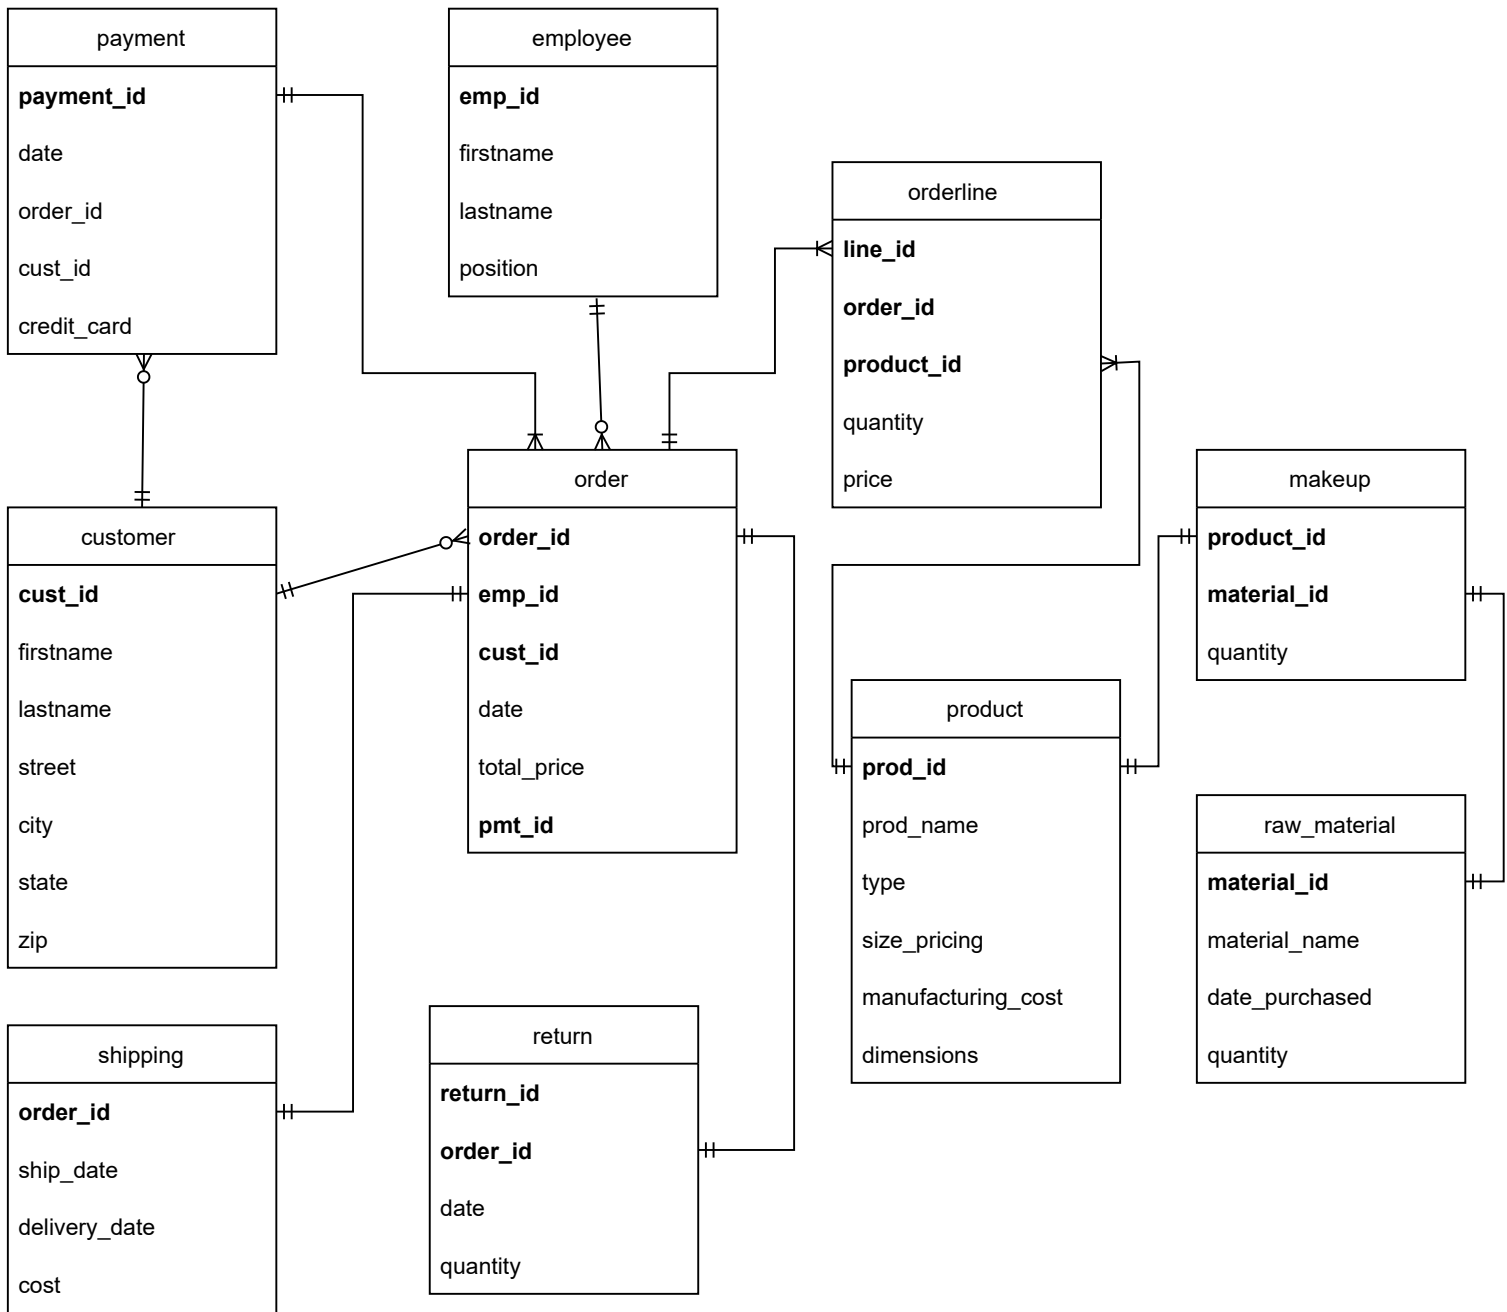 payment
payment_id
date
order_id
cust_id
credit_card
employee
emp_id
firstname
lastname
position
orderline
line_id
order_id
product_id
quantity
price
customer
cust_id
firstname
lastname
street
city
state
zip
order
order_id
emp_id
cust_id
date
total_price
pmt_id
makeup
product_id
material_id
quantity
product
prod_id
prod_name
type
size_pricing
manufacturing_cost
dimensions
raw_material
material_id
material_name
date_purchased
quantity
shipping
order_id
ship_date
delivery_date
cost
return
return_id
order_id
date
quantity